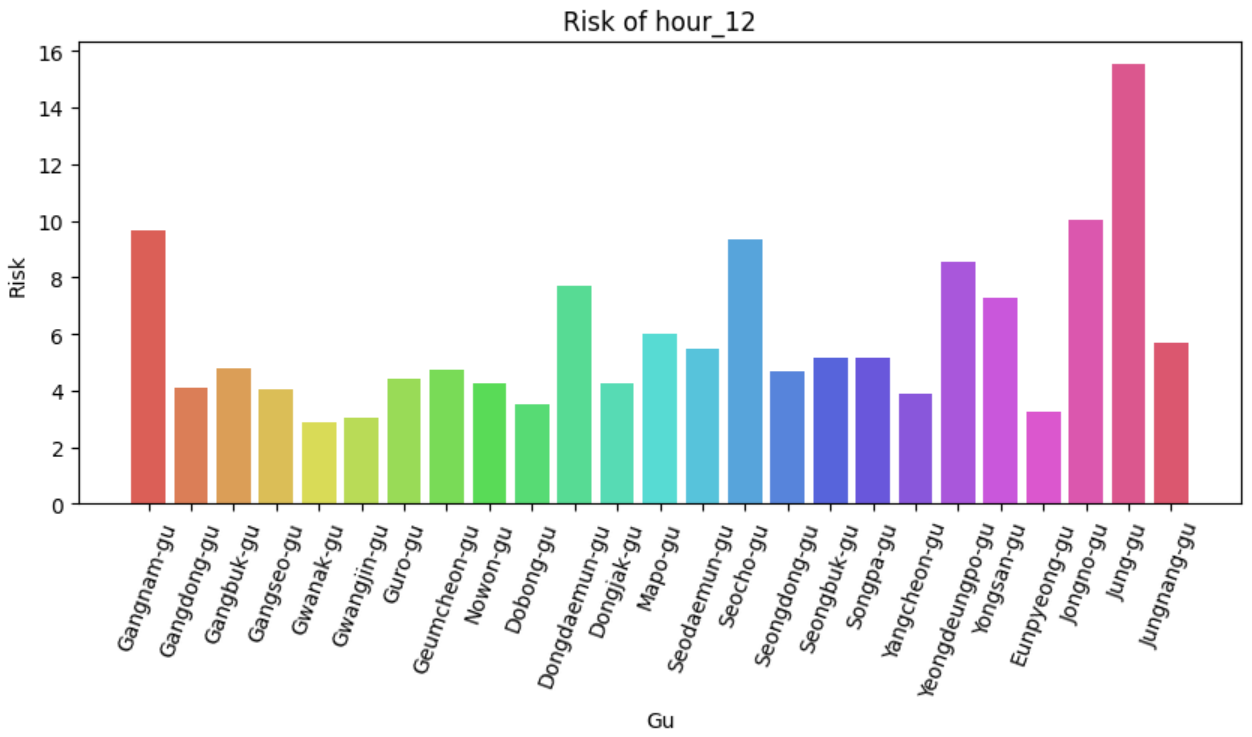 Risk of hour_12
16
14
12
10
8
6
4
2
0
Risk
Gangnam-gu
Gangdong-gu
Gangbuk-gu
Gangseo-gu
Gwanak-gu
Gwangjin-gu
Guro-gu
Geumcheon-gu
Nowon-gu
Dobong-gu
Dongdaemun-gu
Dongjak-gu
Mapo-gu
Seodaemun-gu
Seocho-gu
Seongdong-gu
Seongbuk-gu
Songpa-gu
Yangcheon-gu
Yeongdeungpo-gu
Yongsan-gu
Eunpyeong-gu
Jongno-gu
Jung-gu
Jungnang-gu
Gu